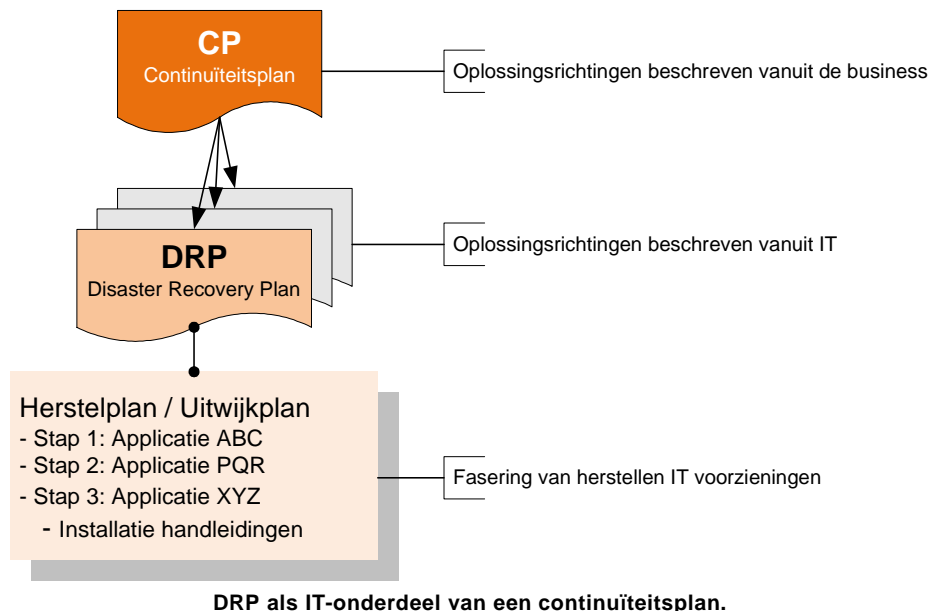 CP
Continuïteitsplan
Oplossingsrichtingen beschreven vanuit de business
DRP
Disaster Recovery Plan
Oplossingsrichtingen beschreven vanuit IT
Herstelplan / Uitwijkplan
- Stap 1: Applicatie ABC
- Stap 2: Applicatie PQR
- Stap 3: Applicatie XYZ
- Installatie handleidingen
Fasering van herstellen IT voorzieningen
DRP als IT-onderdeel van een continuïteitsplan.